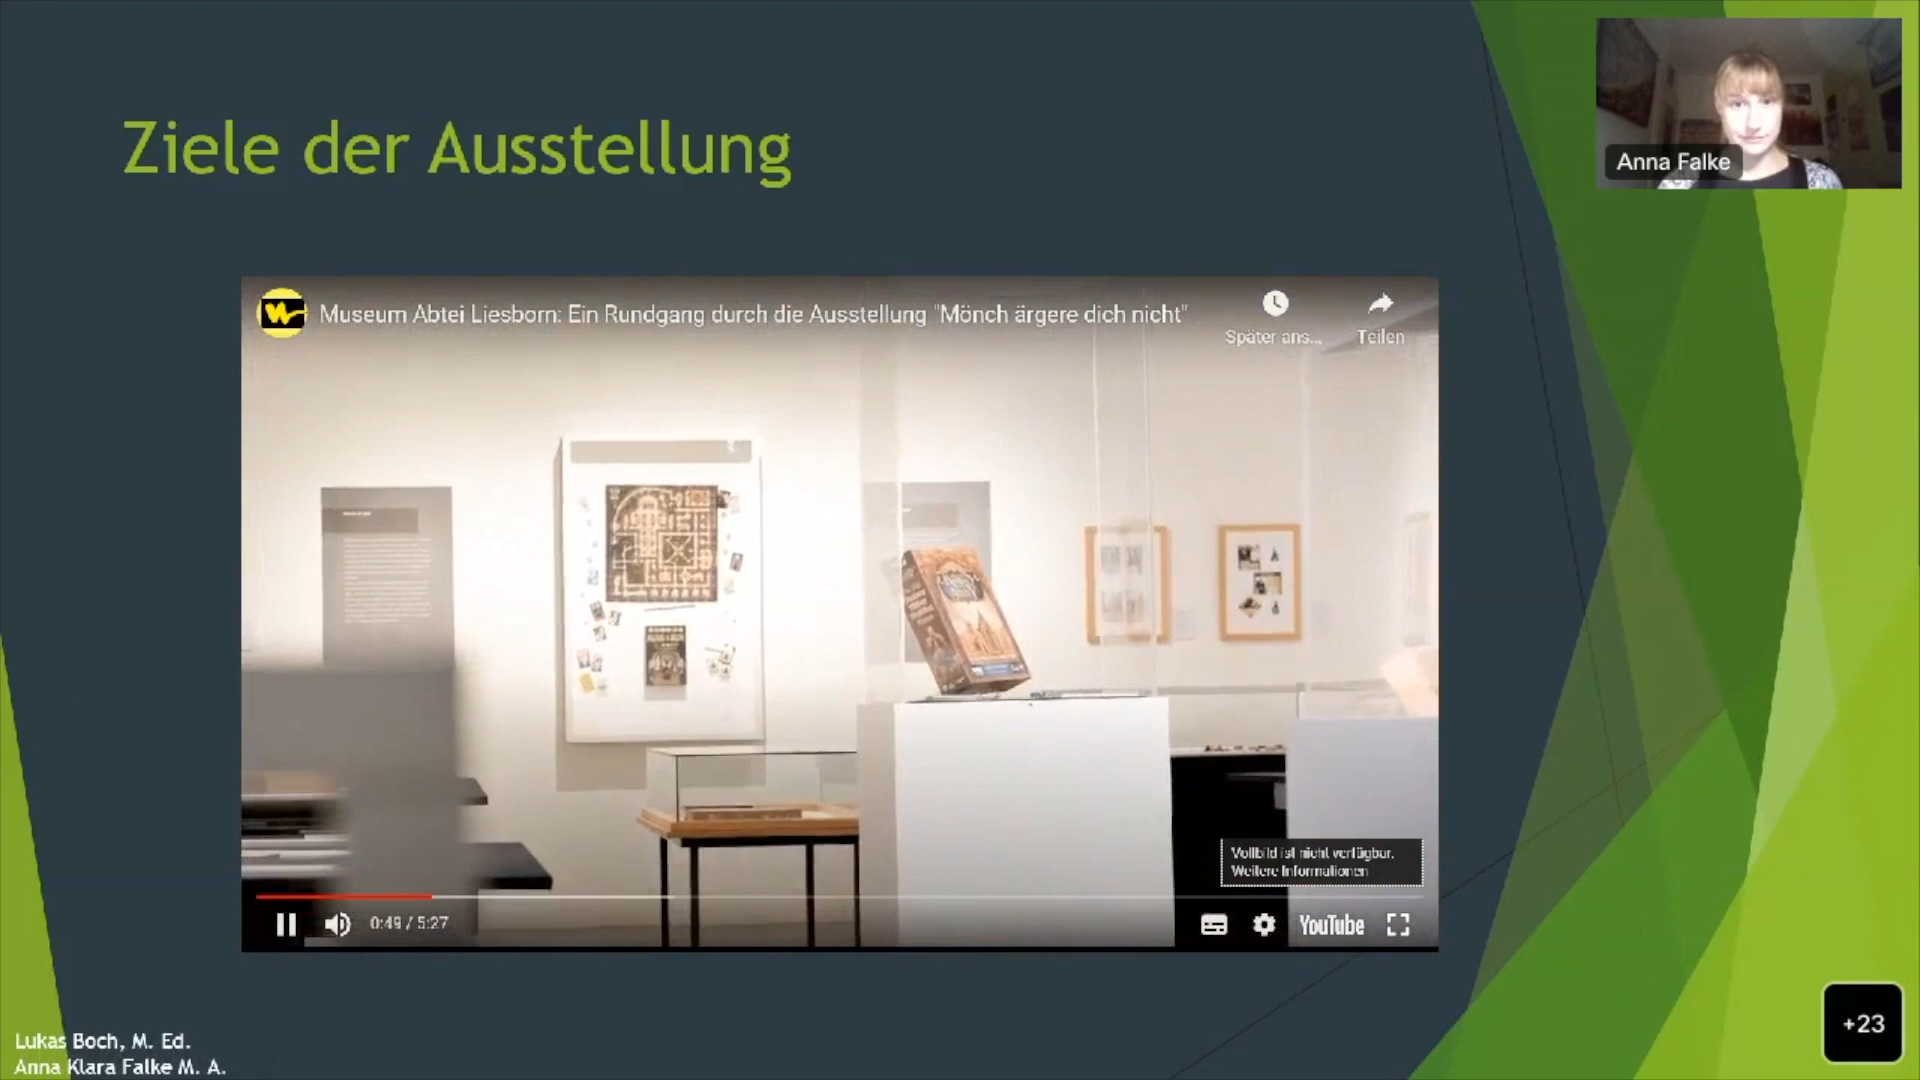 Ziele der Ausstellung
Anna Falke
Museum Abtei Liesborn: Ein Rundgang durch die Ausstellung "Mönch ärgere dich nicht"
Später ans...
Teilen
Vollbild ist nicht verfügbar.
Weitere Informationen
0:49 / 5:27
YouTube
Lukas Boch, M. Ed.
Anna Klara Falke M. A.
+23